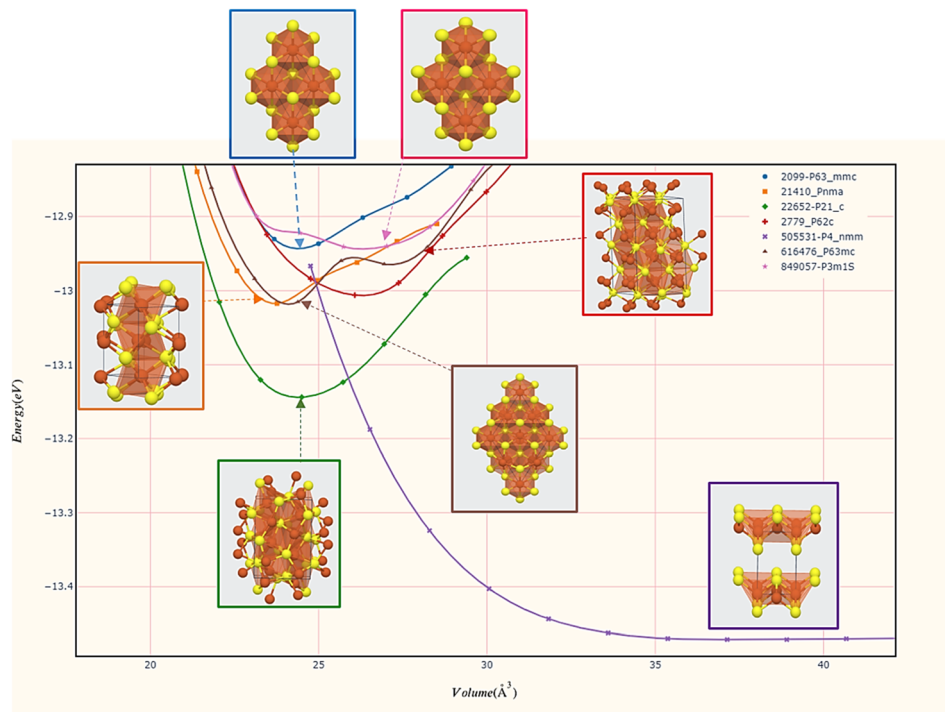 −12.9
−13
−13.1
−13.2
−13.3
−13.4
Energy(eV)
20
25
30
35
40
Volume(Å³)
2099-P63_mmc
21410_Pnma
22652-P21_c
2779_P62c
505531-P4_nmm
616476_P63mc
849057-P3m1S